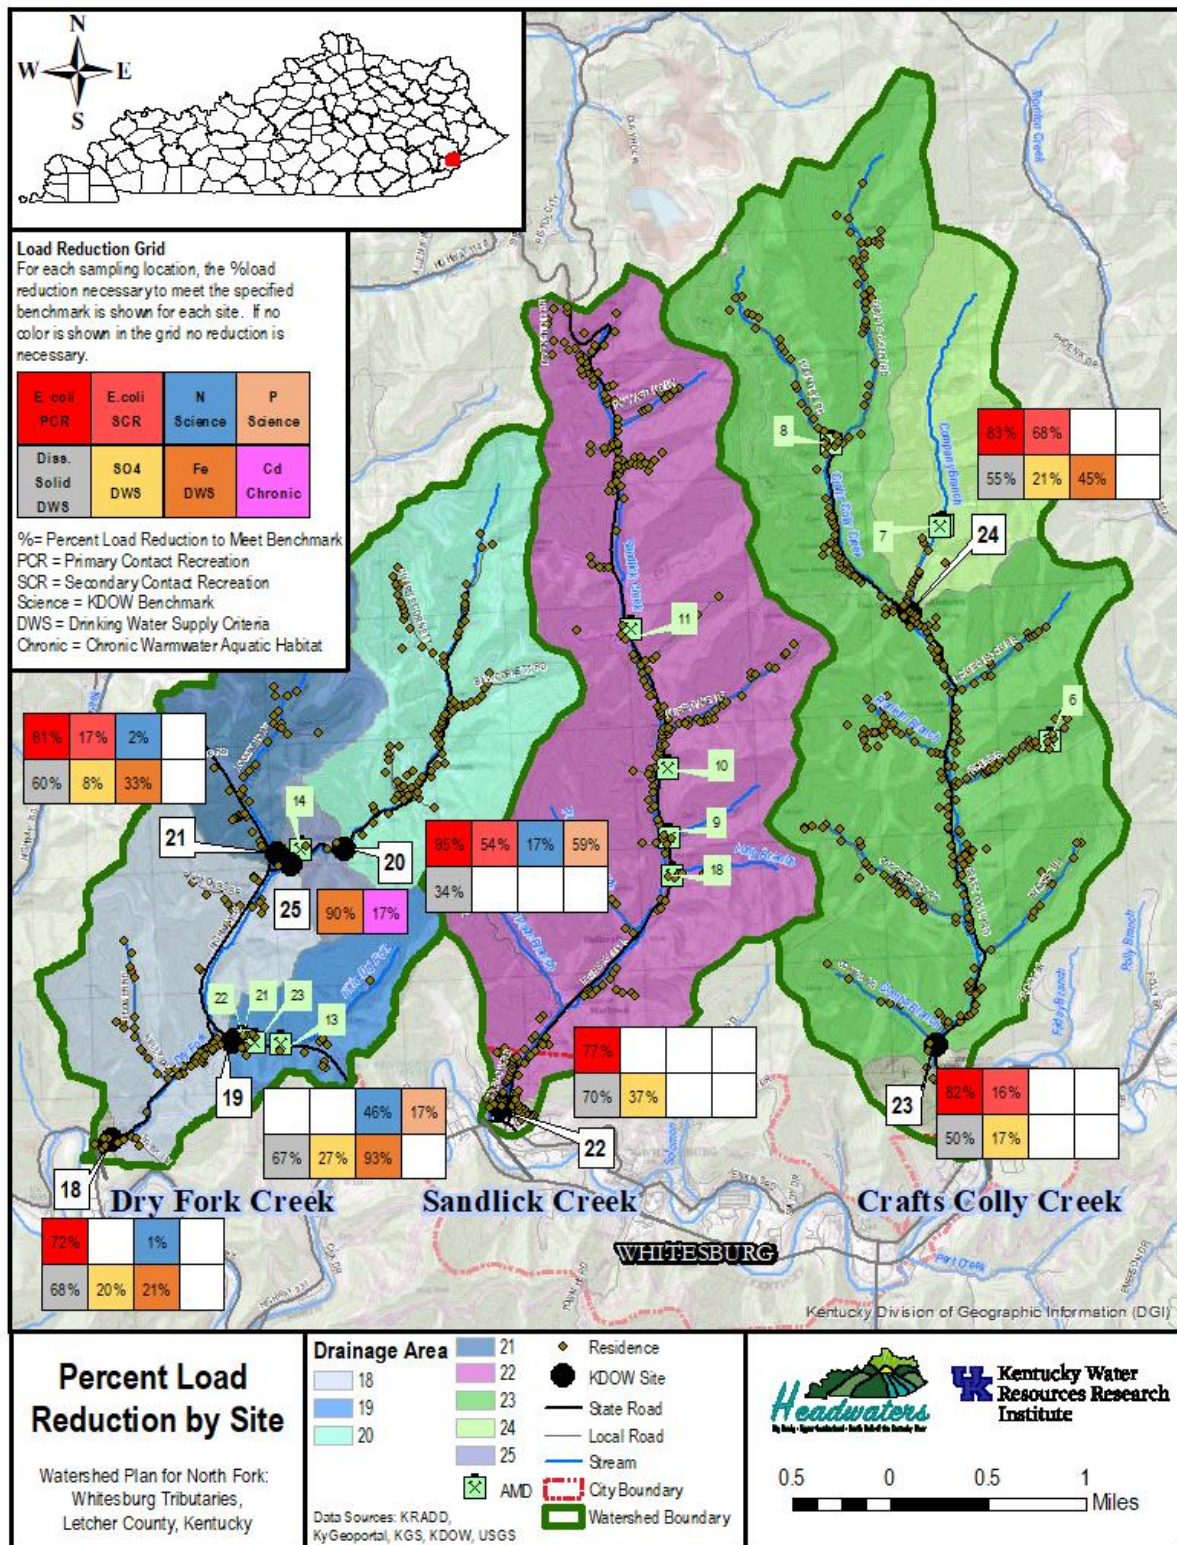 N
W E
S
Load Reduction Grid
For each sampling location, the %load
reduction necessary to meet the specified
benchmark is shown for each site. If no
color is shown in the grid no reduction is
necessary.
E. coli
PCR
E.coli
SCR
N
Science
P
Science
Diss.
Solid
DWS
SO4
DWS
Fe
DWS
Cd
Chronic
%= Percent Load Reduction to Meet Benchmark
PCR = Primary Contact Recreation
SCR = Secondary Contact Recreation
Science = KDOW Benchmark
DWS = Drinking Water Supply Criteria
Chronic = Chronic Warmwater Aquatic Habitat
83% 68%
55% 21% 45%
8
7
24
Company Branch
Crafts Colly Creek
Sandlick Creek
11
6
81% 17% 2%
60% 8% 33%
10
14
9
21
20
95% 54% 17% 59%
34%
18
25
90% 17%
22
21
23
13
19
77%
70% 37%
46% 17%
67% 27% 93%
22
23
82% 16%
50% 17%
18
Dry Fork Creek
Sandlick Creek
Crafts Colly Creek
72% 1%
68% 20% 21%
WHITESBURG
Kentucky Division of Geographic Information (DGI)
Percent Load
Reduction by Site
Watershed Plan for North Fork:
Whitesburg Tributaries,
Letcher County, Kentucky
Drainage Area
18
19
20
21
22
23
24
25
AMD
Residence
KDOW Site
State Road
Local Road
Stream
City Boundary
Watershed Boundary
Data Sources: KRADD,
KyGeoportal, KGS, KDOW, USGS
Headwaters
UK
Kentucky Water
Resources Research
Institute
0.5 0 0.5 1
Miles